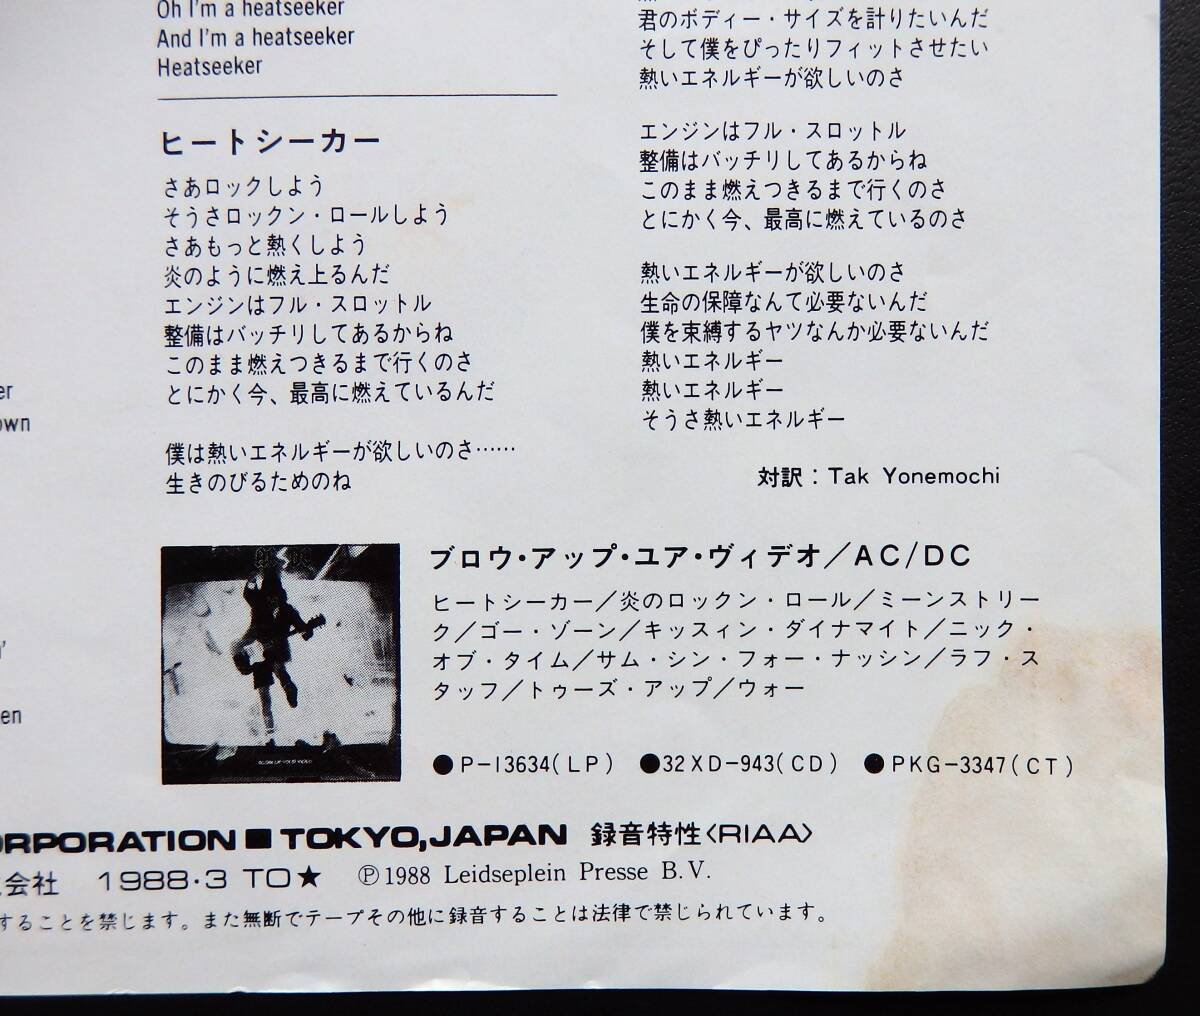 Oh I'm a heatseeker
And I'm a heatseeker
Heatseeker
ヒートシーカー
さあロックしよう
そうさロックン・ロールしよう
さあもっと熱くしよう
炎のように燃え上るんだ
エンジンはフル・スロットル
整備はバッチリしてあるからね
このまま燃えつきるまで行くのさ
とにかく今、最高に燃えているんだ
僕は熱いエネルギーが欲しいのさ……
生きのびるためのね
君のボディー・サイズを計りたいんだ
そして僕をぴったりフィットさせたい
熱いエネルギーが欲しいのさ
エンジンはフル・スロットル
整備はバッチリしてあるからね
このまま燃えつきるまで行くのさ
とにかく今、最高に燃えているのさ
熱いエネルギーが欲しいのさ
生命の保障なんて必要ないんだ
僕を束縛するヤツなんか必要ないんだ
熱いエネルギー
熱いエネルギー
そうさ熱いエネルギー
対訳：Tak Yonemochi
er
own
en
BLOW UP YOUR VIDEO
ブロウ・アップ・ユア・ヴィデオ／AC/DC
ヒートシーカー／炎のロックン・ロール／ミーンストリー
ク／ゴー・ゾーン／キッスィン・ダイナマイト／ニック・
オブ・タイム／サム・シン・フォー・ナッシン／ラフ・ス
タッフ／トゥーズ・アップ／ウォー
●P-13634(LP) ●32XD-943(CD) ●PKG-3347(CT)
ORPORATION ■ TOKYO,JAPAN 録音特性〈RIAA〉
会社 1988・3 TO★ Ⓟ1988 Leidseplein Presse B.V.
することを禁じます。また無断でテープその他に録音することは法律で禁じられています。